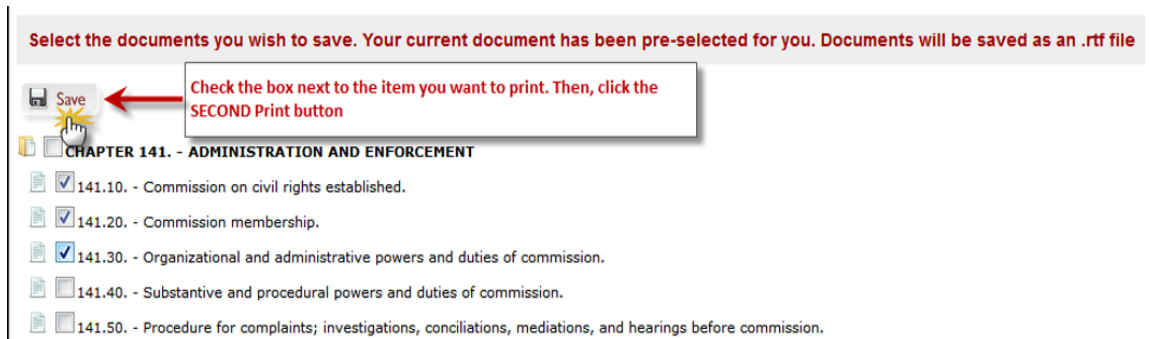 Select the documents you wish to save. Your current document has been pre-selected for you. Documents will be saved as an .rtf file
Save
Check the box next to the item you want to print. Then, click the
SECOND Print button
CHAPTER 141. - ADMINISTRATION AND ENFORCEMENT
141.10. - Commission on civil rights established.
141.20. - Commission membership.
141.30. - Organizational and administrative powers and duties of commission.
141.40. - Substantive and procedural powers and duties of commission.
141.50. - Procedure for complaints; investigations, conciliations, mediations, and hearings before commission.